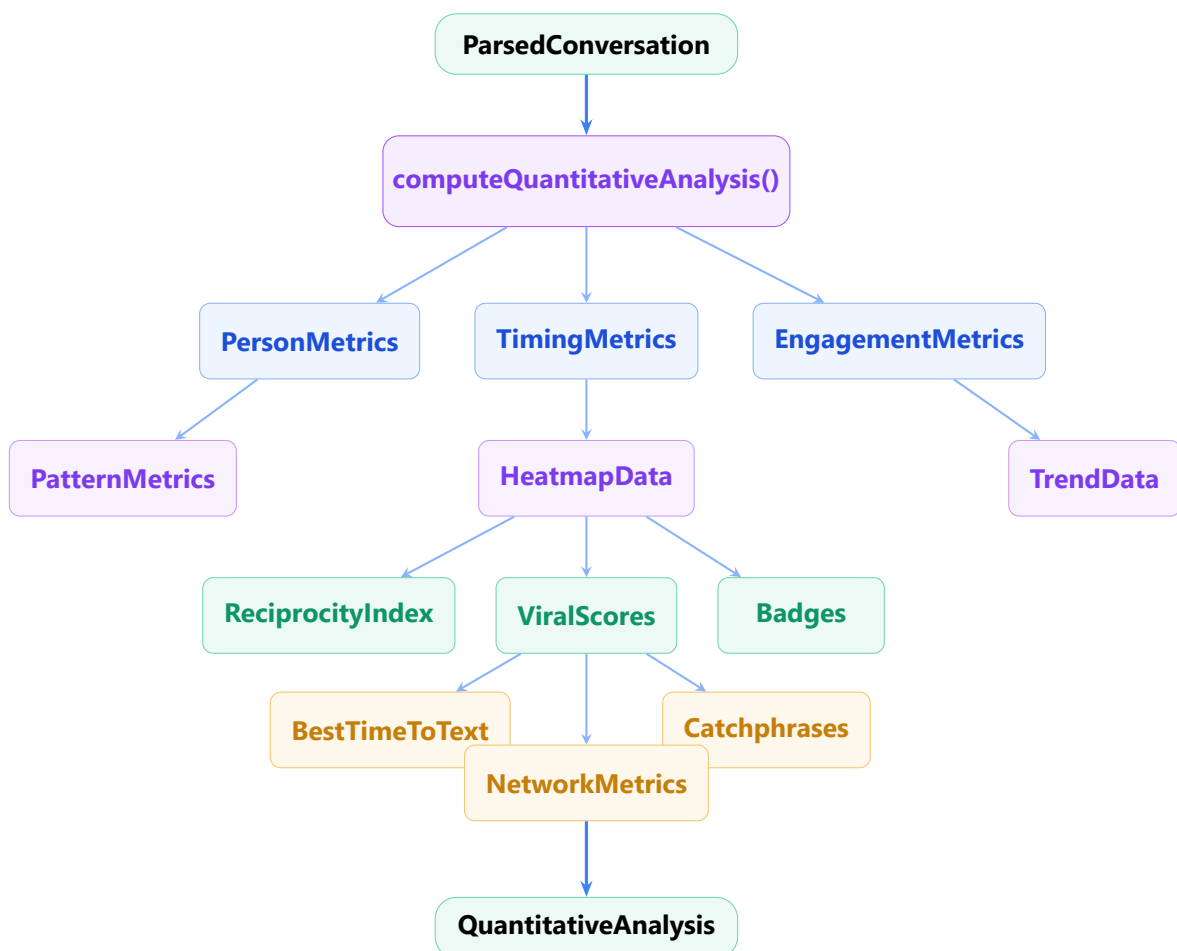 ParsedConversation
computeQuantitativeAnalysis()
PersonMetrics
TimingMetrics
EngagementMetrics
PatternMetrics
HeatmapData
TrendData
ReciprocityIndex
ViralScores
Badges
BestTimeToText
Catchphrases
NetworkMetrics
QuantitativeAnalysis